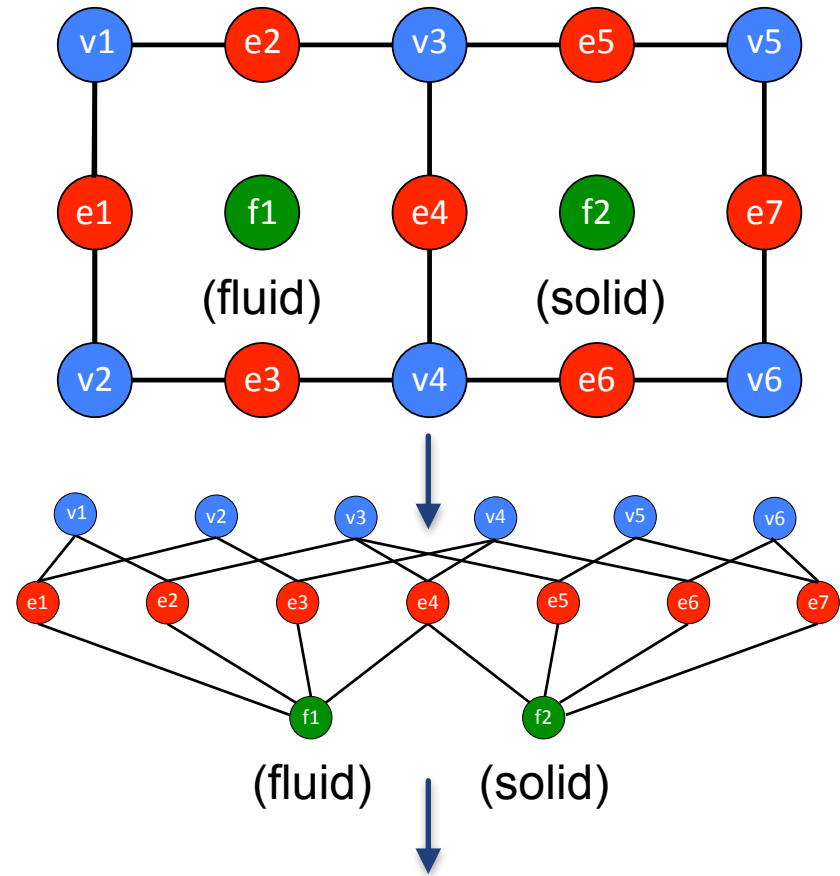 v1 e2 v3 e5 v5
e1 f1 e4 f2 e7
(fluid) (solid)
v2 e3 v4 e6 v6
v1 v2 v3 v4 v5 v6
e1 e2 e3 e4 e5 e6 e7
f1 f2
(fluid) (solid)